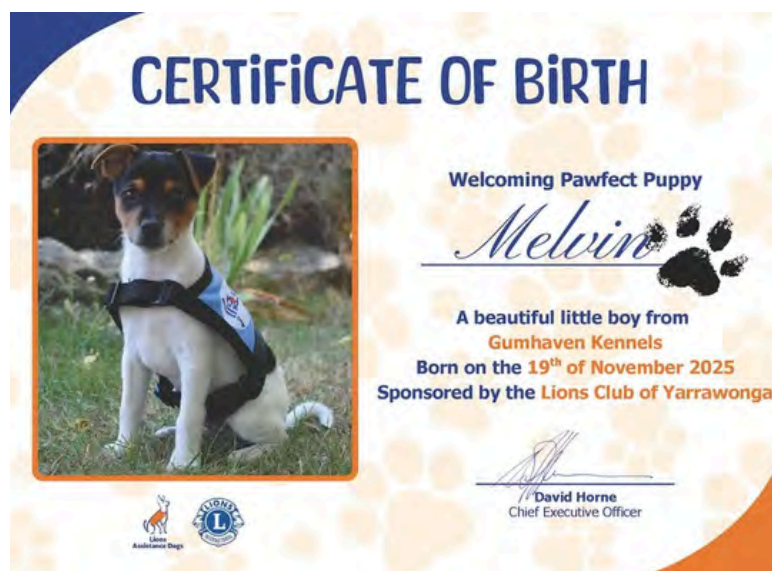 CERTiFiCATE OF BiRTH
Welcoming Pawfect Puppy
Melvin
A beautiful little boy from
Gumhaven Kennels
Born on the 19th of November 2025
Sponsored by the Lions Club of Yarrawonga
David Horne
Chief Executive Officer
Lions
Assistance Dogs
LIONS
L
INTERNATIONAL